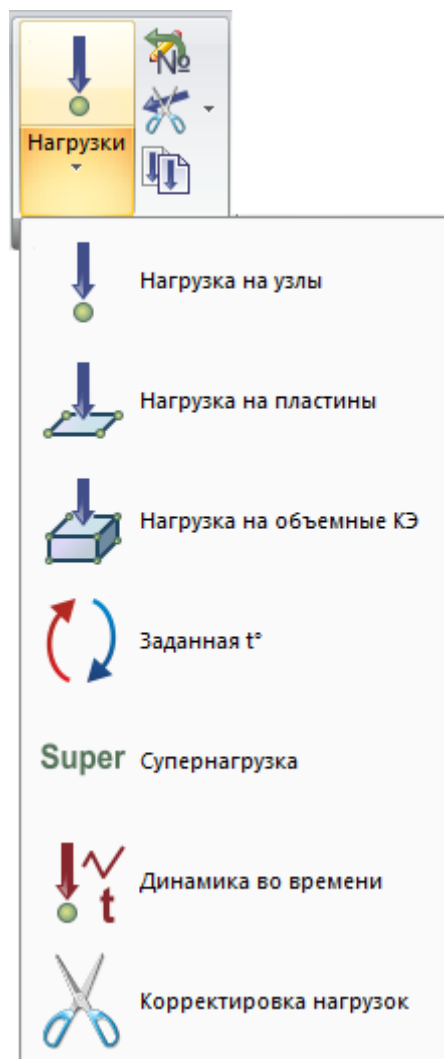 №
Нагрузки
Нагрузка на узлы
Нагрузка на пластины
Нагрузка на объемные КЭ
Заданная t°
Super Супернагрузка
t Динамика во времени
Корректировка нагрузок